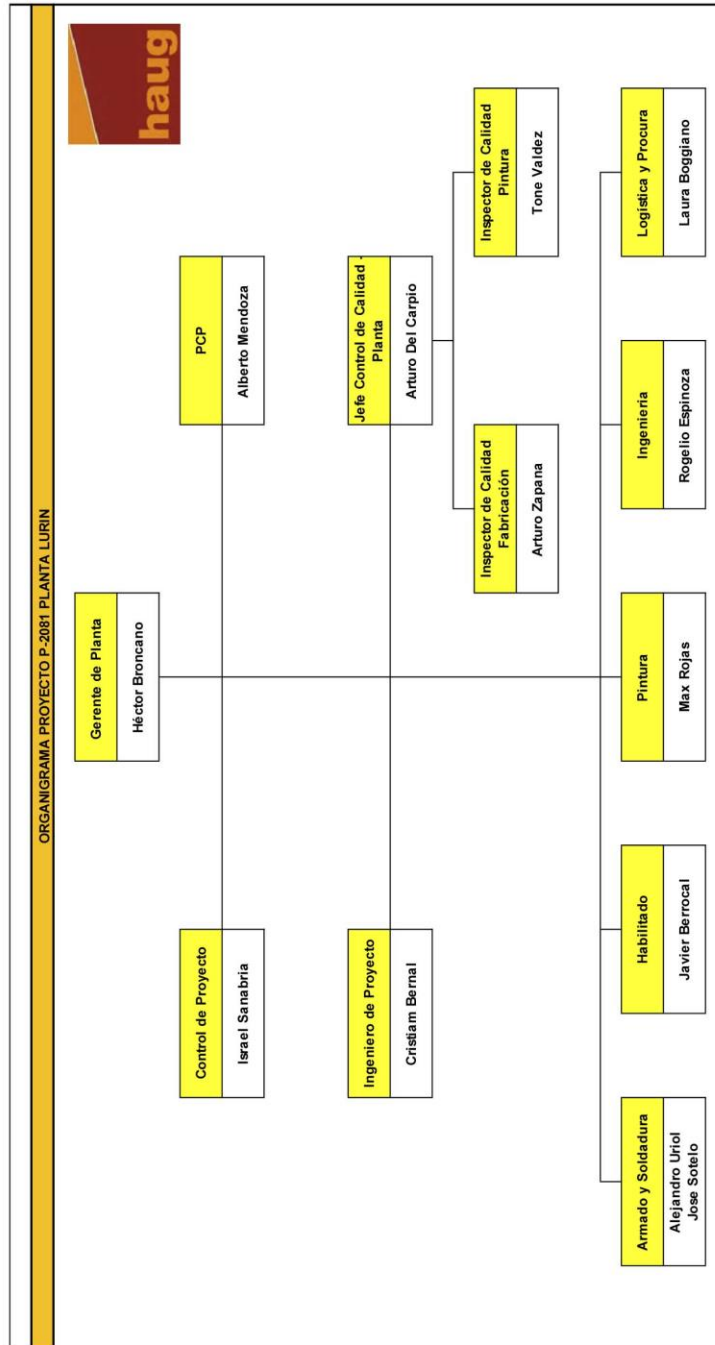 ORGANIGRAMA PROYECTO P-2081 PLANTA LURIN
haug
Gerente de Planta
Héctor Broncano
Control de Proyecto
Israel Sanabria
PCP
Alberto Mendoza
Ingeniero de Proyecto
Cristiam Bernal
Jefe Control de Calidad -
Planta
Arturo Del Carpio
Inspector de Calidad
Fabricación
Arturo Zapana
Inspector de Calidad
Pintura
Tone Valdez
Armado y Soldadura
Alejandro Uriol
Jose Sotelo
Habilitado
Javier Berrocal
Pintura
Max Rojas
Ingenieria
Rogelio Espinoza
Logística y Procura
Laura Boggiano